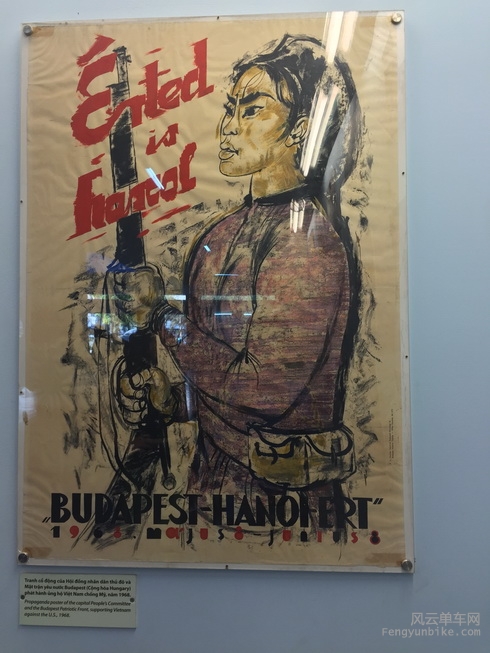 Érted
is
harcol
„BUDAPEST-HANOIÉRT"
MÁJUS JÚNIUS
Tranh cổ động của Hội đồng nhân dân thủ đô và
Mặt trận yêu nước Budapest (Cộng hòa Hungary)
phát hành ủng hộ Việt Nam chống Mỹ, năm 1968.
Propaganda poster of the capital People's Committee
and the Budapest Patriotic Front, supporting Vietnam
against the U.S., 1968.
风云单车网
Fengyunbike.com